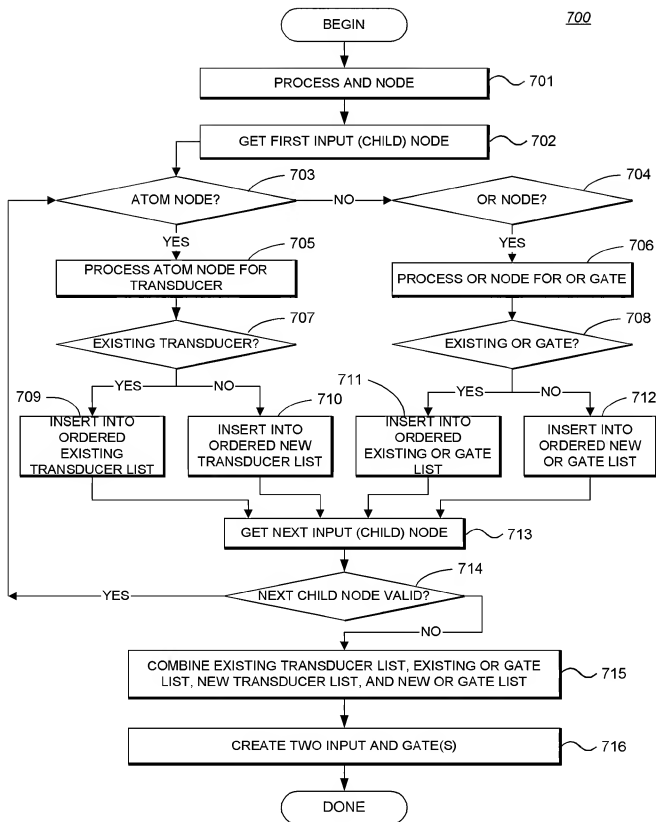 BEGIN
700
PROCESS AND NODE
701
GET FIRST INPUT (CHILD) NODE
702
703
704
ATOM NODE?
NO
OR NODE?
YES
YES
705
706
PROCESS ATOM NODE FOR
TRANSDUCER
PROCESS OR NODE FOR OR GATE
707
708
EXISTING TRANSDUCER?
EXISTING OR GATE?
YES
NO
YES
NO
709
710
711
712
INSERT INTO
ORDERED
EXISTING
TRANSDUCER LIST
INSERT INTO
ORDERED NEW
TRANSDUCER LIST
INSERT INTO
ORDERED
EXISTING OR GATE
LIST
INSERT INTO
ORDERED NEW
OR GATE LIST
GET NEXT INPUT (CHILD) NODE
713
714
YES
NEXT CHILD NODE VALID?
NO
COMBINE EXISTING TRANSDUCER LIST, EXISTING OR GATE
LIST, NEW TRANSDUCER LIST, AND NEW OR GATE LIST
715
CREATE TWO INPUT AND GATE(S)
716
DONE